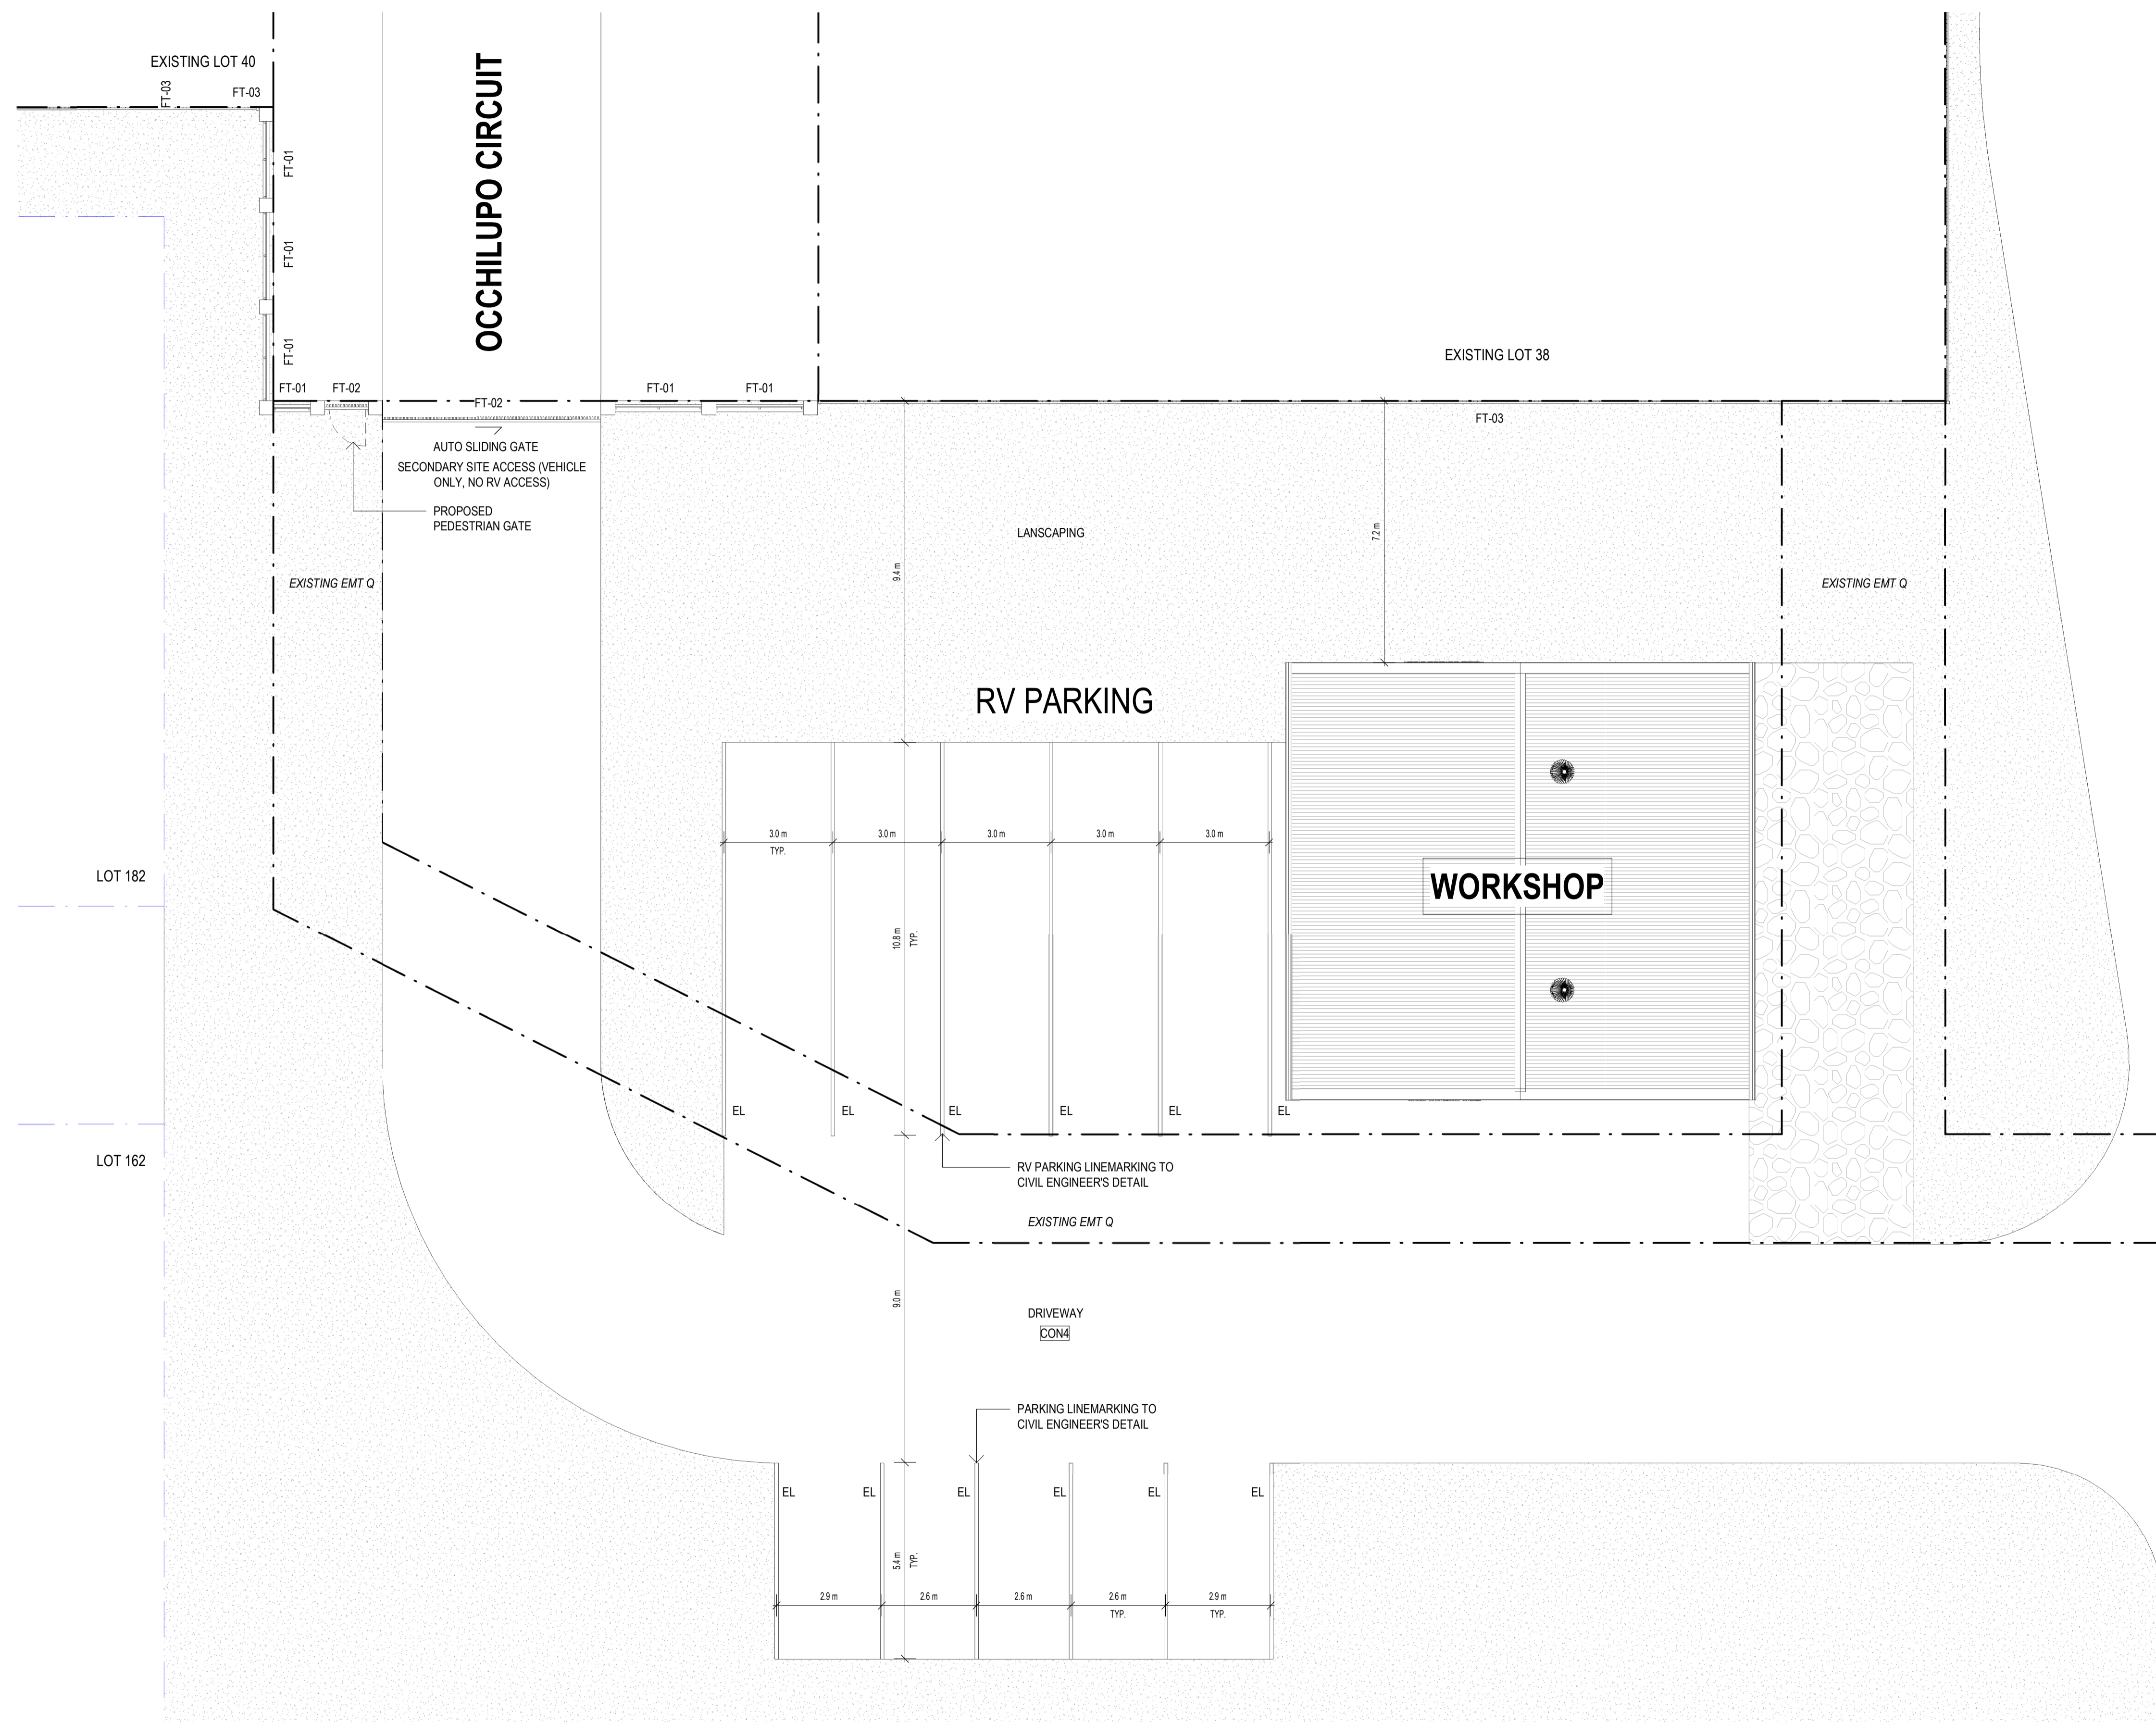 EXISTING LOT 40
FT-03
FT-03
OCCHILUPO CIRCUIT
FT-01
FT-01
FT-01
EXISTING LOT 38
FT-01
FT-02
FT-02
FT-01
FT-01
FT-03
AUTO SLIDING GATE
SECONDARY SITE ACCESS (VEHICLE
ONLY, NO RV ACCESS)
PROPOSED
PEDESTRIAN GATE
LANSCAPING
7.2 m
9.4 m
EXISTING EMT Q
EXISTING EMT Q
RV PARKING
3.0 m
3.0 m
3.0 m
3.0 m
3.0 m
TYP.
LOT 182
WORKSHOP
10.8 m
TYP.
EL
EL
EL
EL
EL
EL
LOT 162
RV PARKING LINEMARKING TO
CIVIL ENGINEER'S DETAIL
EXISTING EMT Q
9.0 m
DRIVEWAY
CON4
PARKING LINEMARKING TO
CIVIL ENGINEER'S DETAIL
EL
EL
EL
EL
EL
EL
5.4 m
TYP.
2.9 m
2.6 m
2.6 m
2.6 m
2.9 m
TYP.
TYP.